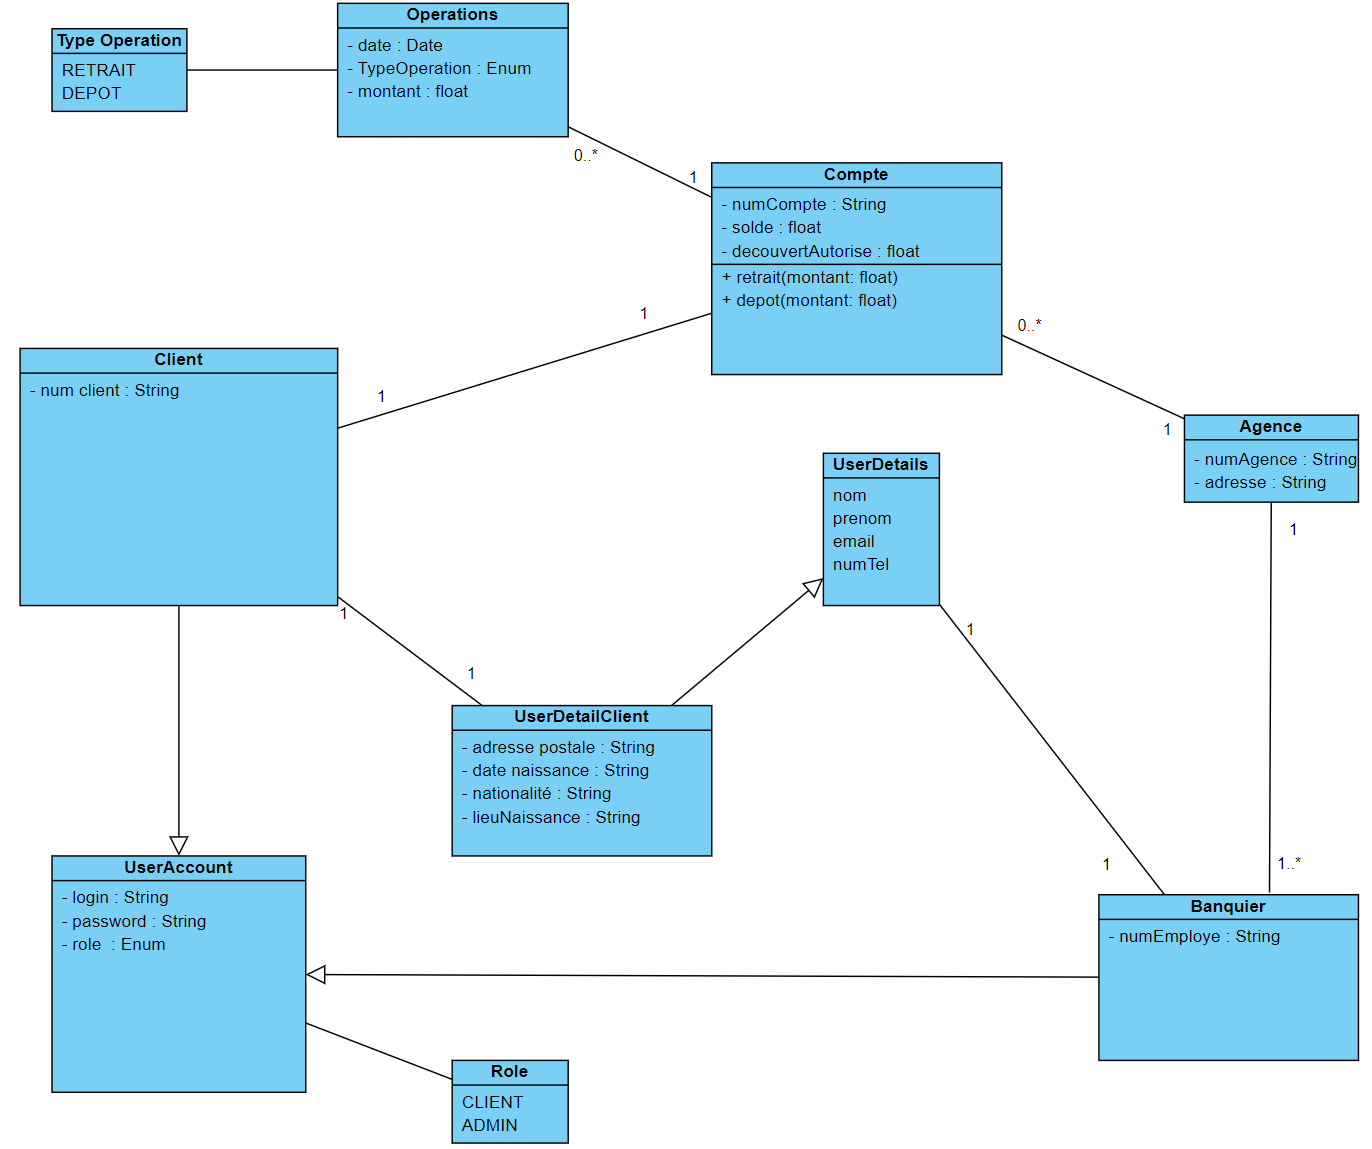 Operations
- date : Date
- TypeOperation : Enum
- montant : float
Type Operation
RETRAIT
DEPOT
0..*
1
Compte
- numCompte : String
- solde : float
- decouvertAutorise : float
+ retrait(montant: float)
+ depot(montant: float)
1
0..*
Client
- num client : String
1
1
Agence
- numAgence : String
- adresse : String
UserDetails
nom
prenom
email
numTel
1
1
1
1
UserDetailClient
- adresse postale : String
- date naissance : String
- nationalité : String
- lieuNaissance : String
1
1..*
UserAccount
- login : String
- password : String
- role  : Enum
Banquier
- numEmploye : String
Role
CLIENT
ADMIN